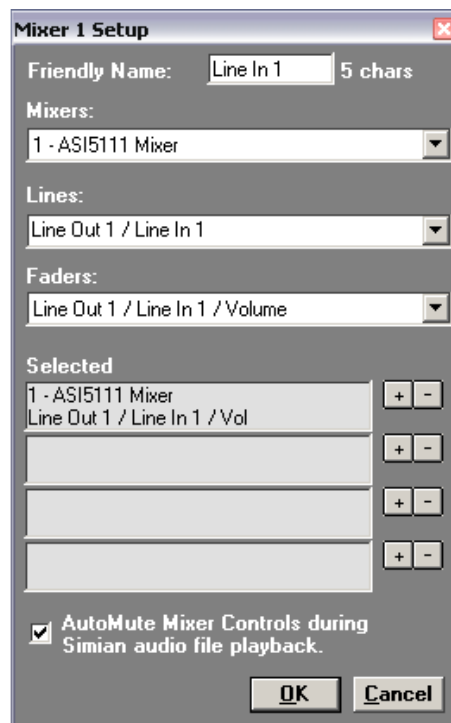 Mixer 1 Setup
Friendly Name: Line In 1 5 chars
Mixers:
1 - ASI5111 Mixer
Lines:
Line Out 1 / Line In 1
Faders:
Line Out 1 / Line In 1 / Volume
Selected
1 - ASI5111 Mixer
Line Out 1 / Line In 1 / Vol
+ -
+ -
+ -
+ -
AutoMute Mixer Controls during
Simian audio file playback.
OK Cancel